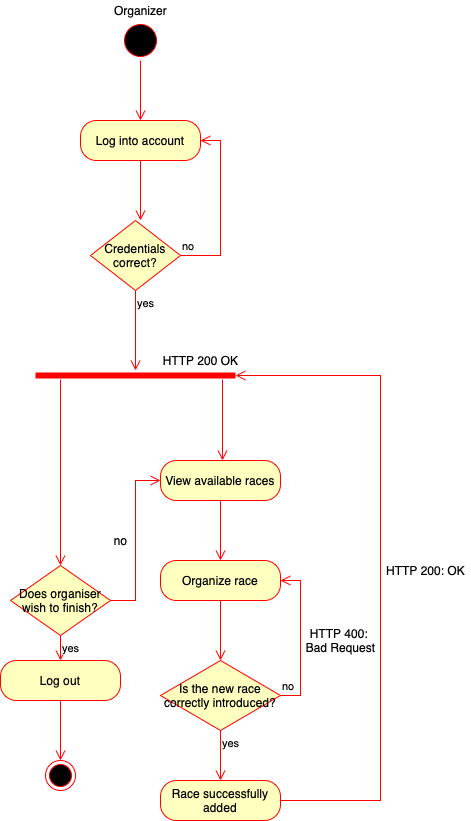 Organizer
Log into account
Credentials
correct?
no
yes
HTTP 200 OK
View available races
no
Organize race
HTTP 200: OK
Does organiser
wish to finish?
yes
HTTP 400:
Bad Request
Log out
Is the new race
correctly introduced?
no
yes
Race successfully
added